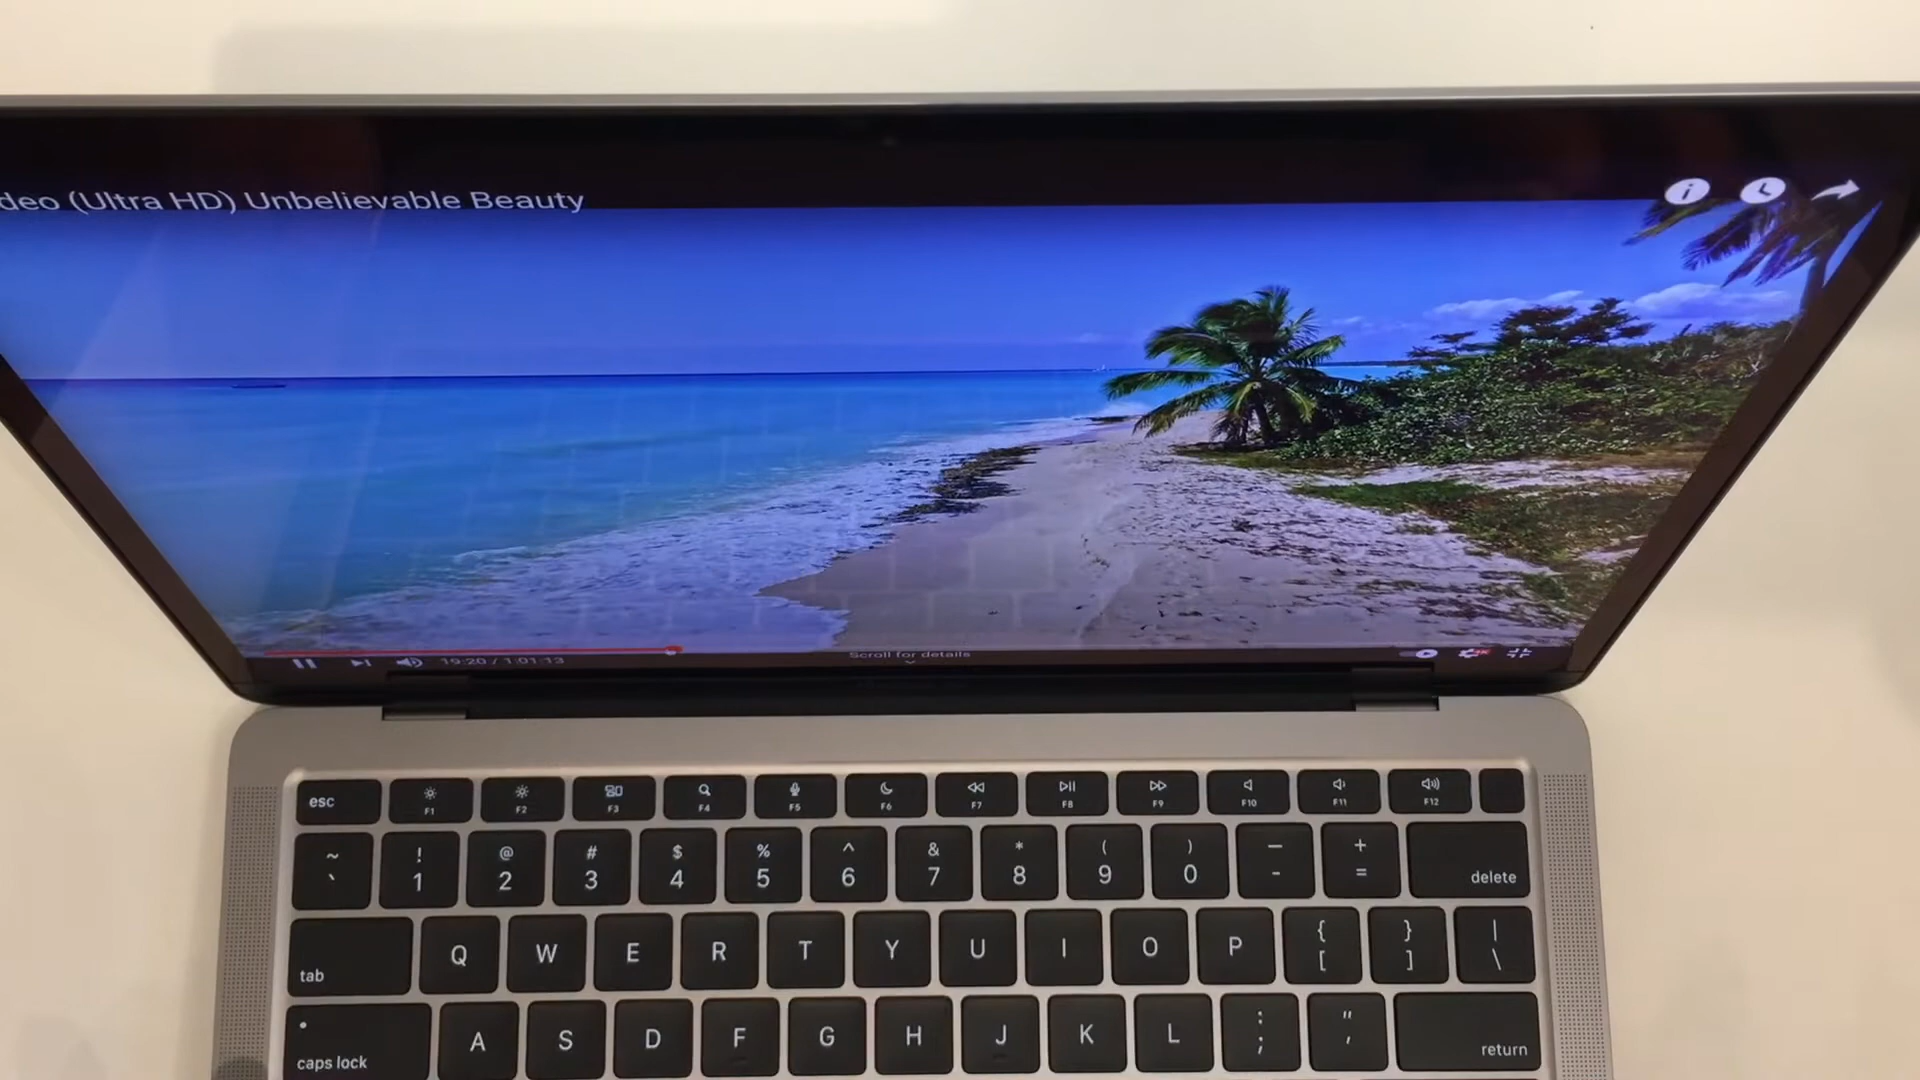 deo (Ultra HD) Unbelievable Beauty
19:20 / 1:01:13
Scroll for details
esc F1 F2 F3 F4 F5 F6 F7 F8 F9 F10 F11 F12
~ ! @ # $ % ^ & * ( ) — +
` 1 2 3 4 5 6 7 8 9 0 - = delete
tab Q W E R T Y U I O P { [ } ] | \
caps lock A S D F G H J K L : ; " ' return